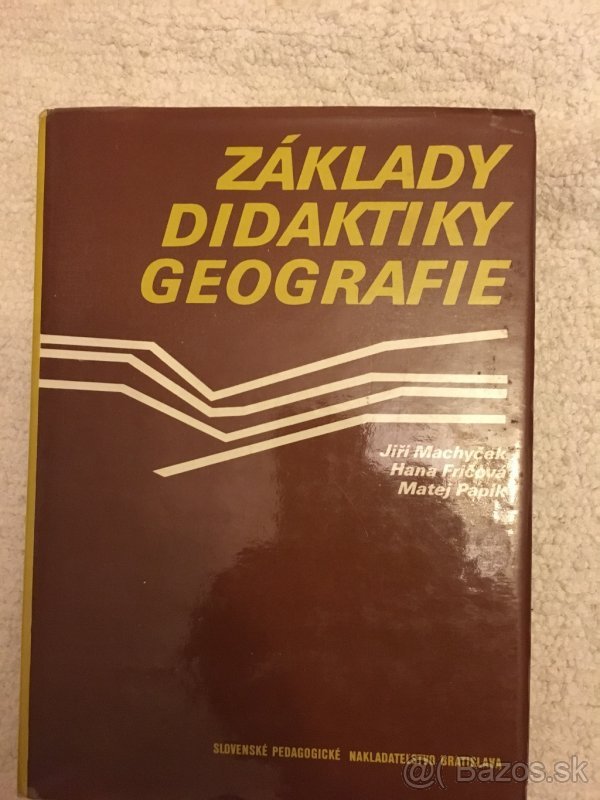 ZÁKLADY
DIDAKTIKY
GEOGRAFIE
Jiří Machyček
Hana Fričová
Matej Papík
SLOVENSKÉ PEDAGOGICKÉ NAKLADATEĽSTVO BRATISLAVA
@( Bazos.sk